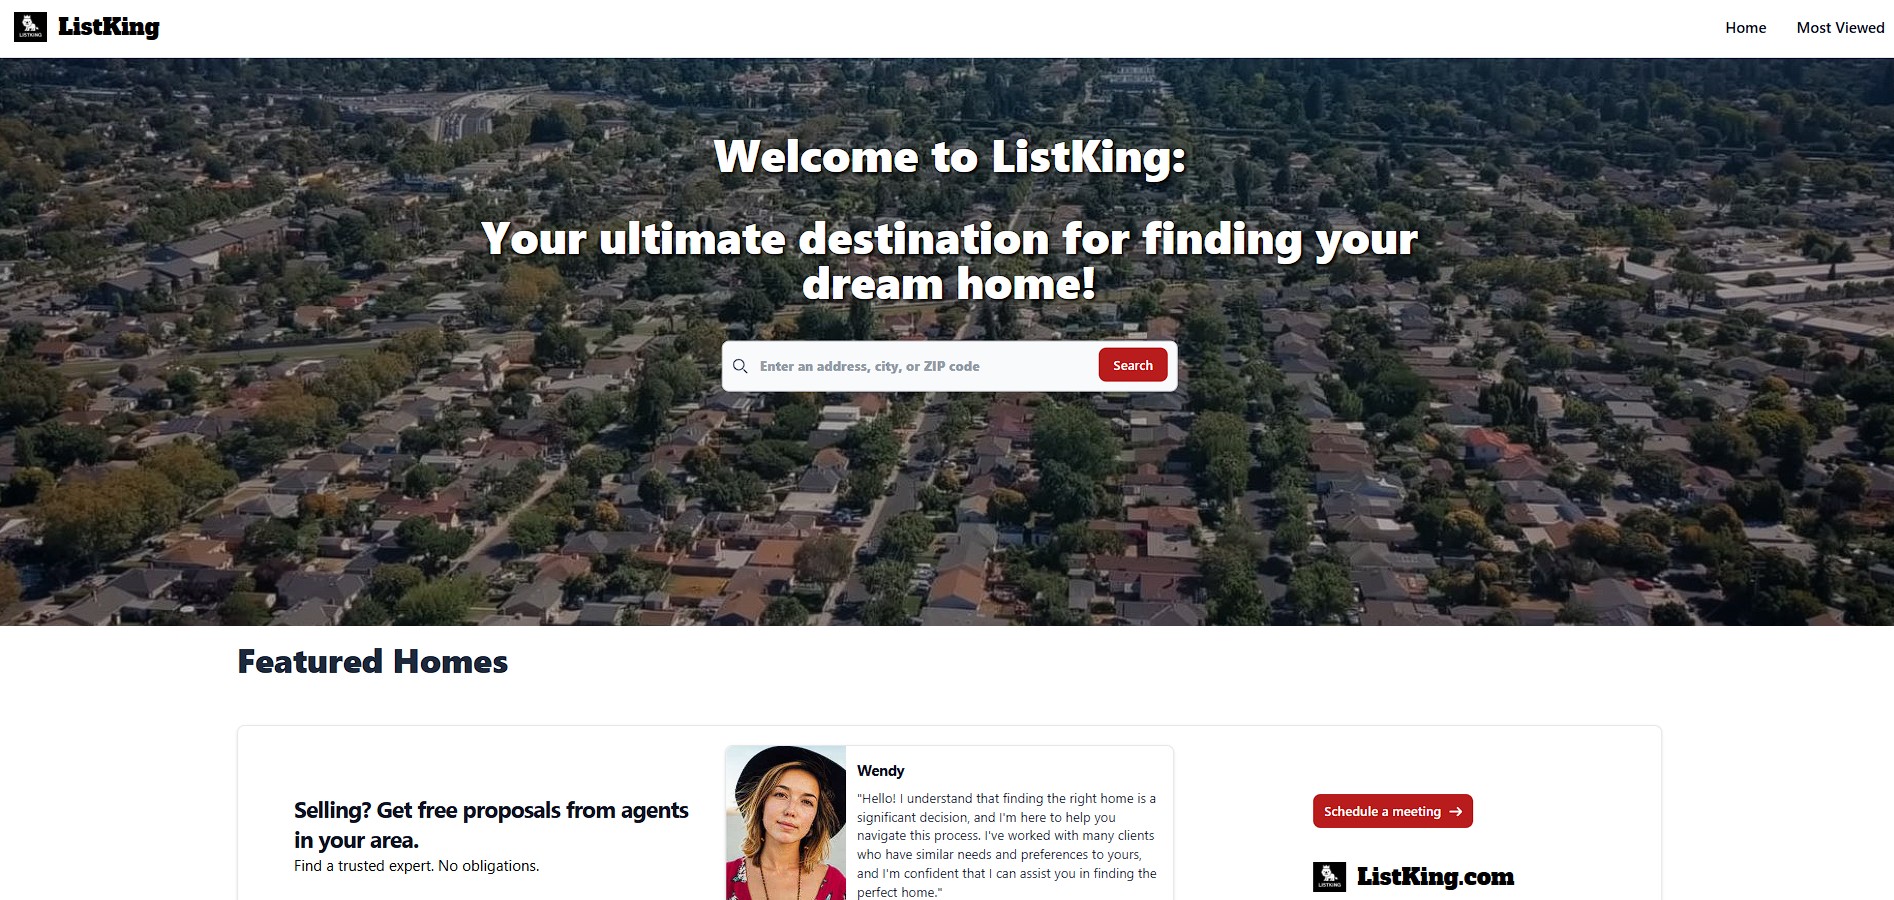 LISTKING
ListKing
Home
Most Viewed
Welcome to ListKing:
Your ultimate destination for finding your
dream home!
Enter an address, city, or ZIP code
Search
Featured Homes
Selling? Get free proposals from agents
in your area.
Find a trusted expert. No obligations.
Wendy
"Hello! I understand that finding the right home is a
significant decision, and I'm here to help you
navigate this process. I've worked with many clients
who have similar needs and preferences to yours,
and I'm confident that I can assist you in finding the
perfect home."
Schedule a meeting
LISTKING
ListKing.com